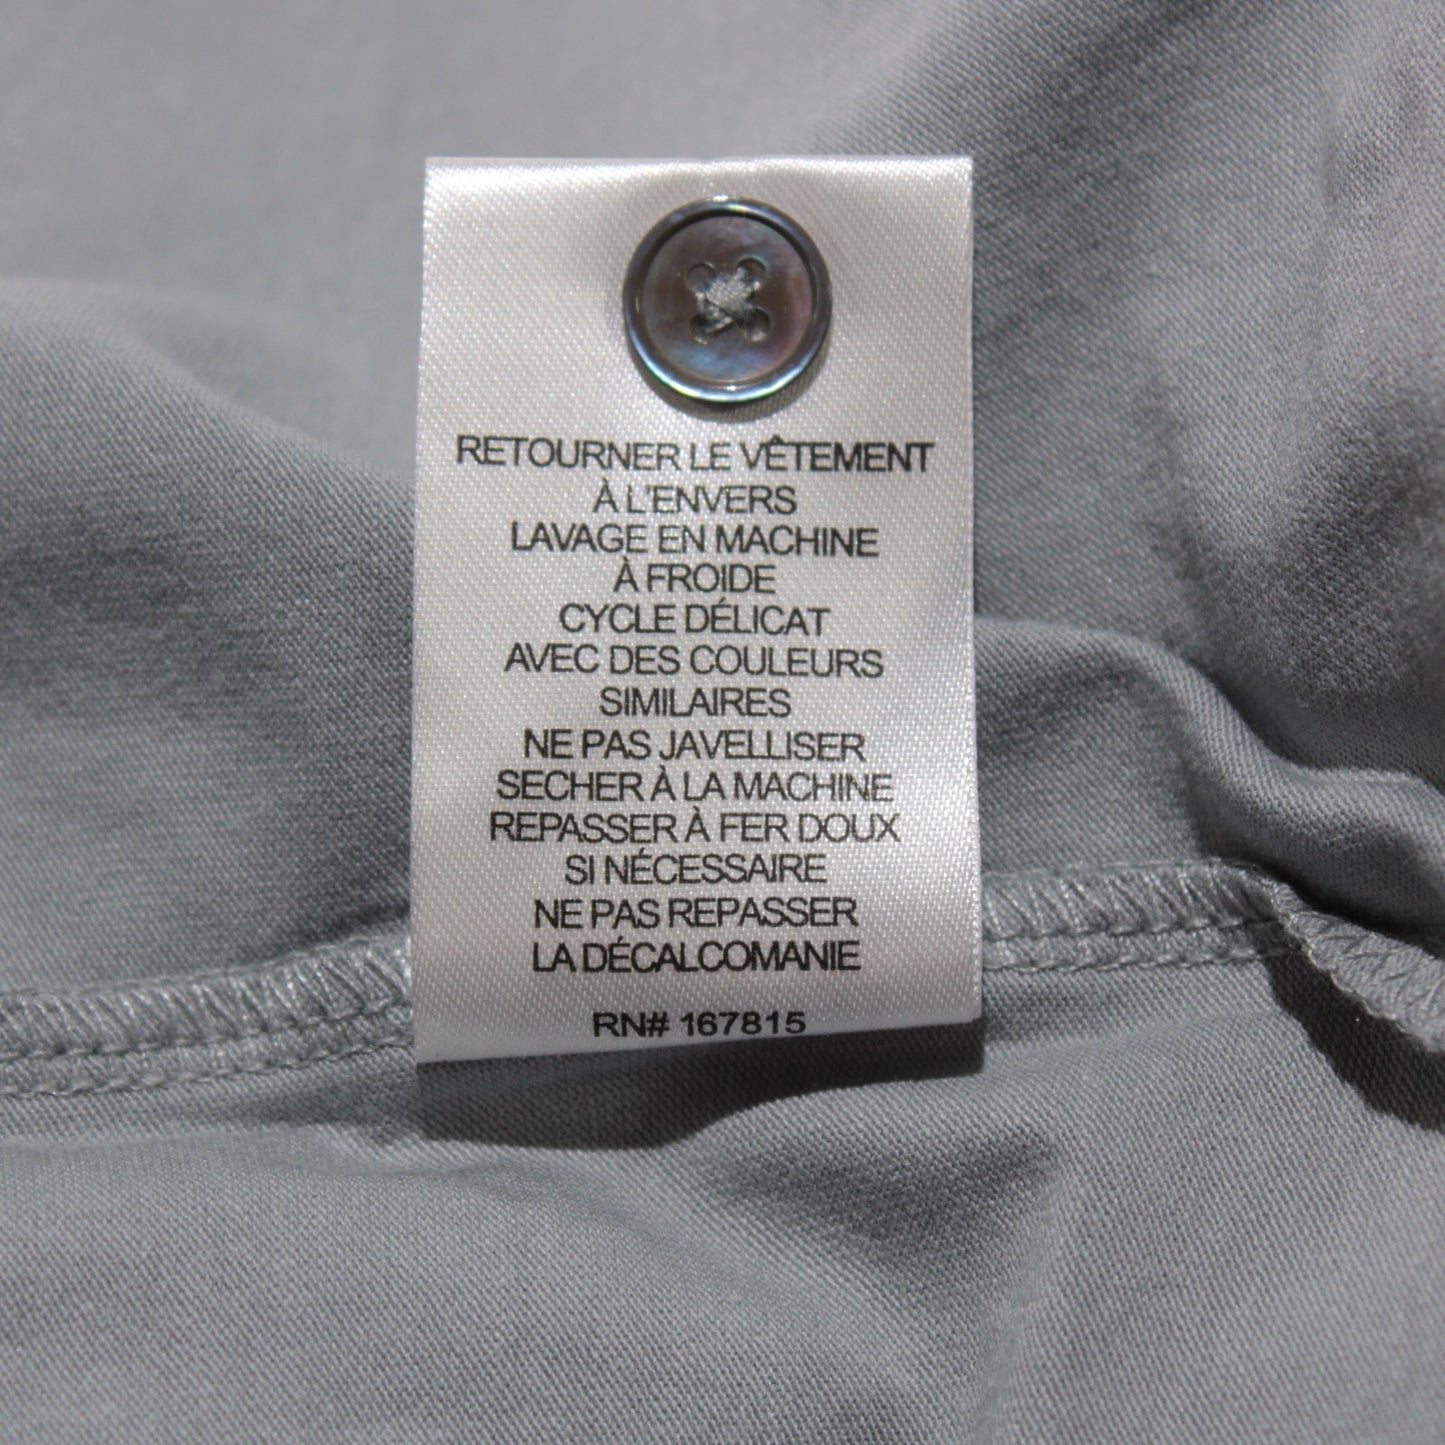 RETOURNER LE VÊTEMENT
À L'ENVERS
LAVAGE EN MACHINE
À FROIDE
CYCLE DÉLICAT
AVEC DES COULEURS
SIMILAIRES
NE PAS JAVELLISER
SECHER À LA MACHINE
REPASSER À FER DOUX
SI NÉCESSAIRE
NE PAS REPASSER
LA DÉCALCOMANIE
RN# 167815